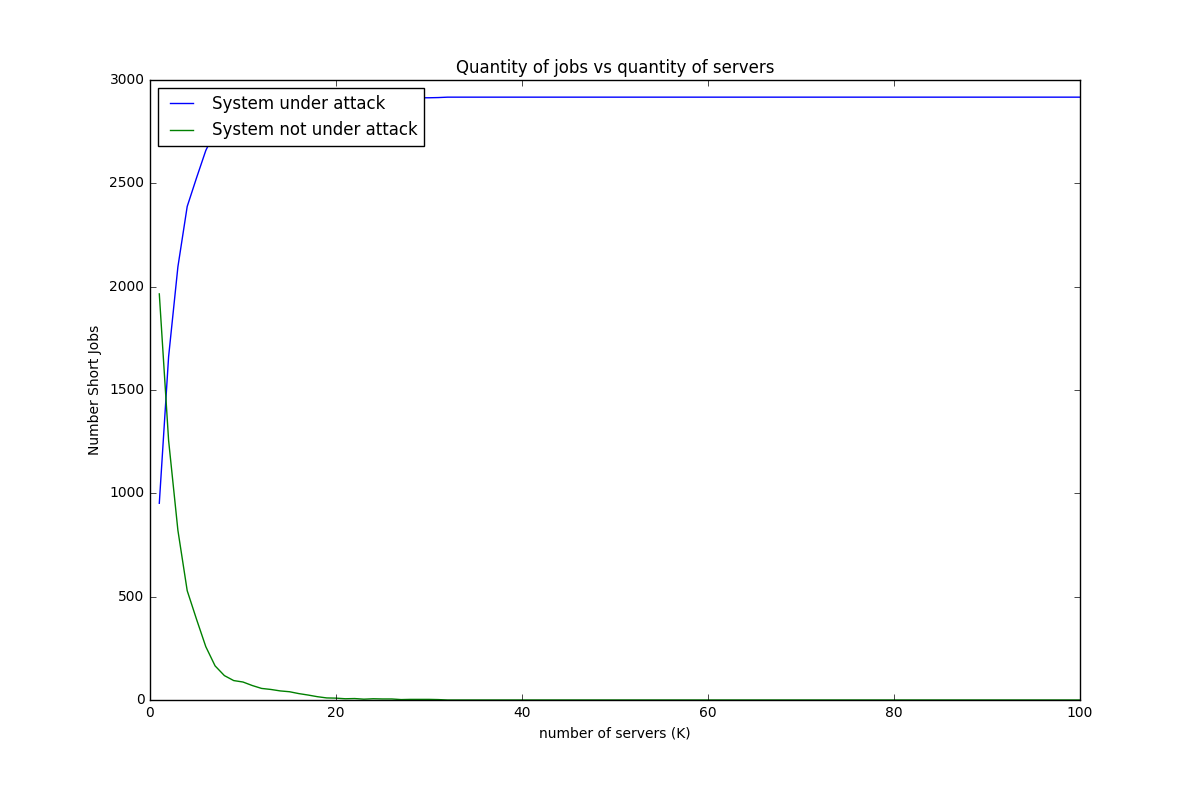 Quantity of jobs vs quantity of servers
System under attack
System not under attack
3000
2500
2000
1500
1000
500
0
Number Short Jobs
0 20 40 60 80 100
number of servers (K)